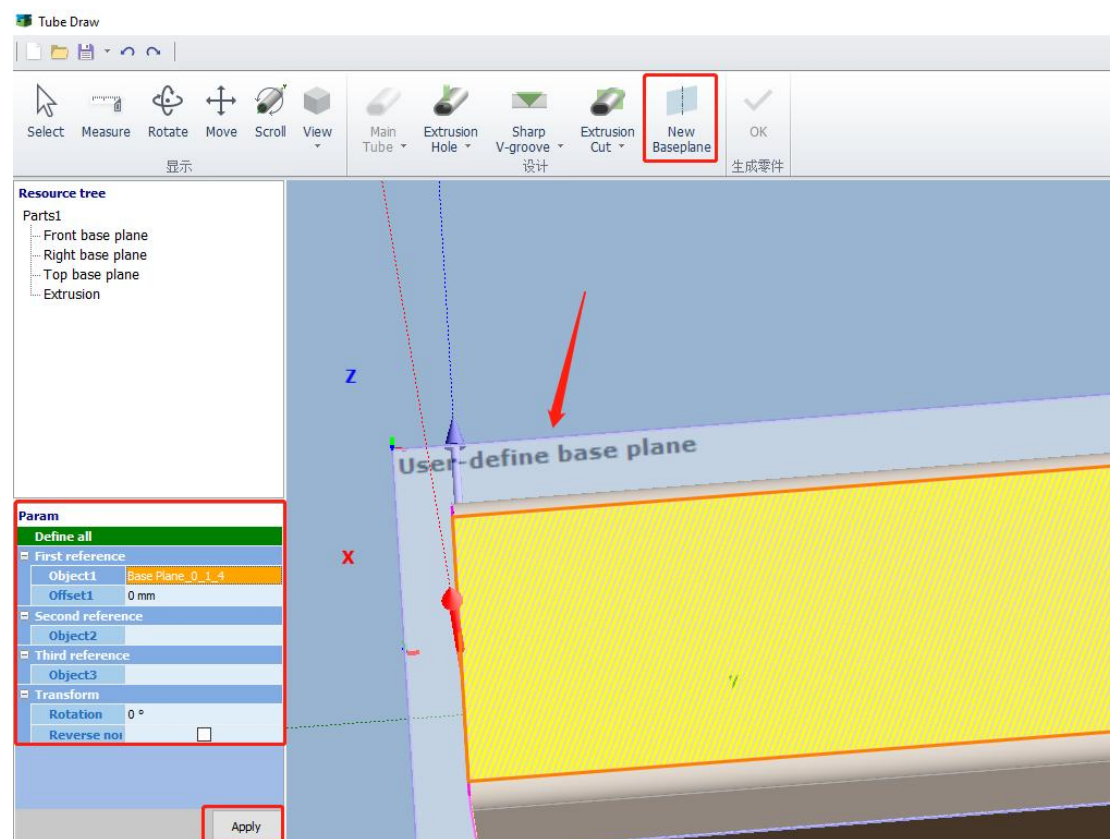 Tube Draw
Select Measure Rotate Move Scroll View Main Tube Extrusion Hole Sharp V-groove Extrusion Cut New Baseplane OK
显示 设计 生成零件
Resource tree
Parts1
Front base plane
Right base plane
Top base plane
Extrusion
Z
User-define base plane
X
y
Param
Define all
First reference
Object1 Base Plane_0_1_4
Offset1 0 mm
Second reference
Object2
Third reference
Object3
Transform
Rotation 0 °
Reverse nor
Apply